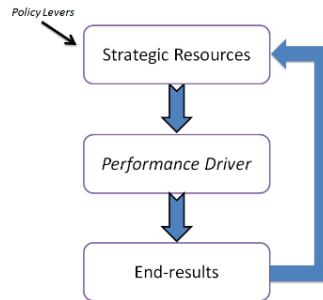 Policy Levers
Strategic Resources
Performance Driver
End-results